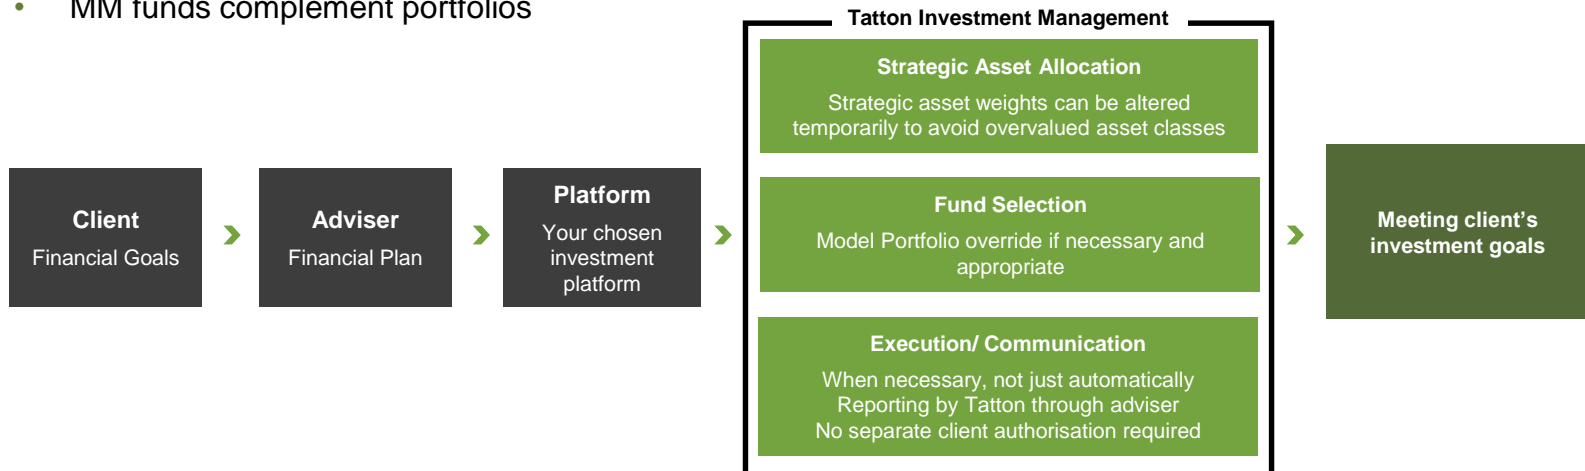 • MM funds complement portfolios
Tatton Investment Management
Strategic Asset Allocation
Strategic asset weights can be altered
temporarily to avoid overvalued asset classes
Client
Financial Goals
Adviser
Financial Plan
Platform
Your chosen
investment
platform
Fund Selection
Model Portfolio override if necessary and
appropriate
Execution/ Communication
When necessary, not just automatically
Reporting by Tatton through adviser
No separate client authorisation required
Meeting client's
investment goals